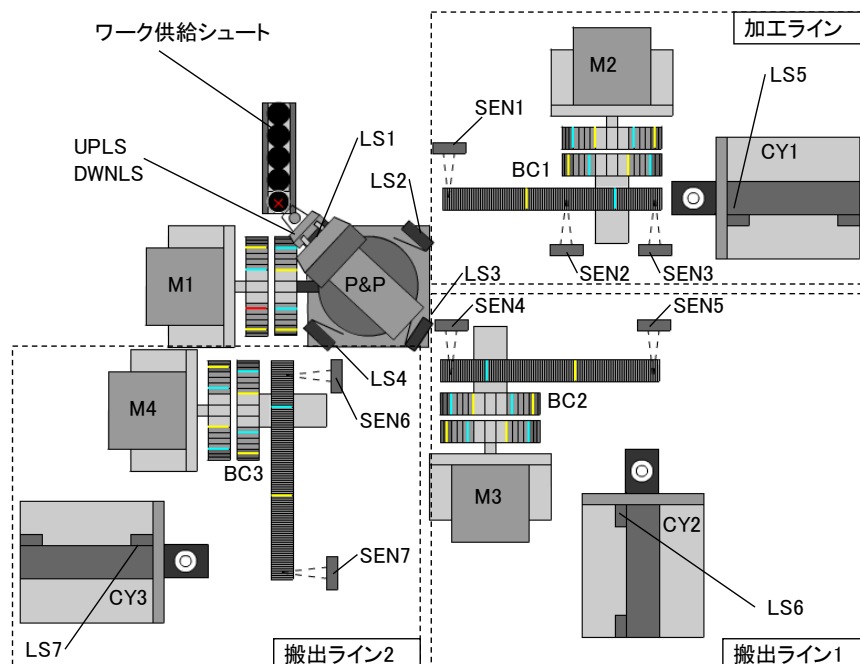 ワーク供給シュート
加工ライン
M2
LS5
SEN1
UPLS
DWNLS
LS1
LS2
BC1
CY1
SEN2
SEN3
M1
P&P
LS3
SEN4
SEN5
LS4
M4
SEN6
BC2
BC3
M3
SEN7
CY2
CY3
LS6
LS7
搬出ライン2
搬出ライン1